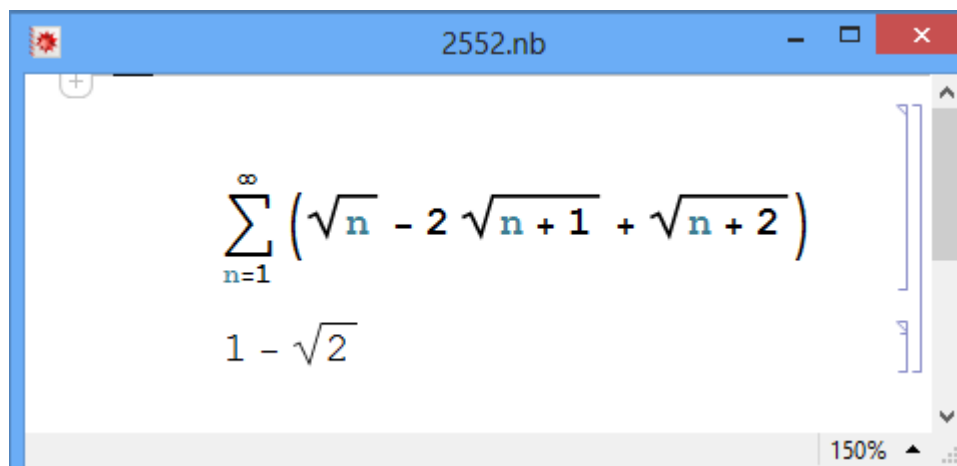 2552.nb
∞
∑ (√n - 2 √(n + 1) + √(n + 2))
n=1
1 - √2
150%